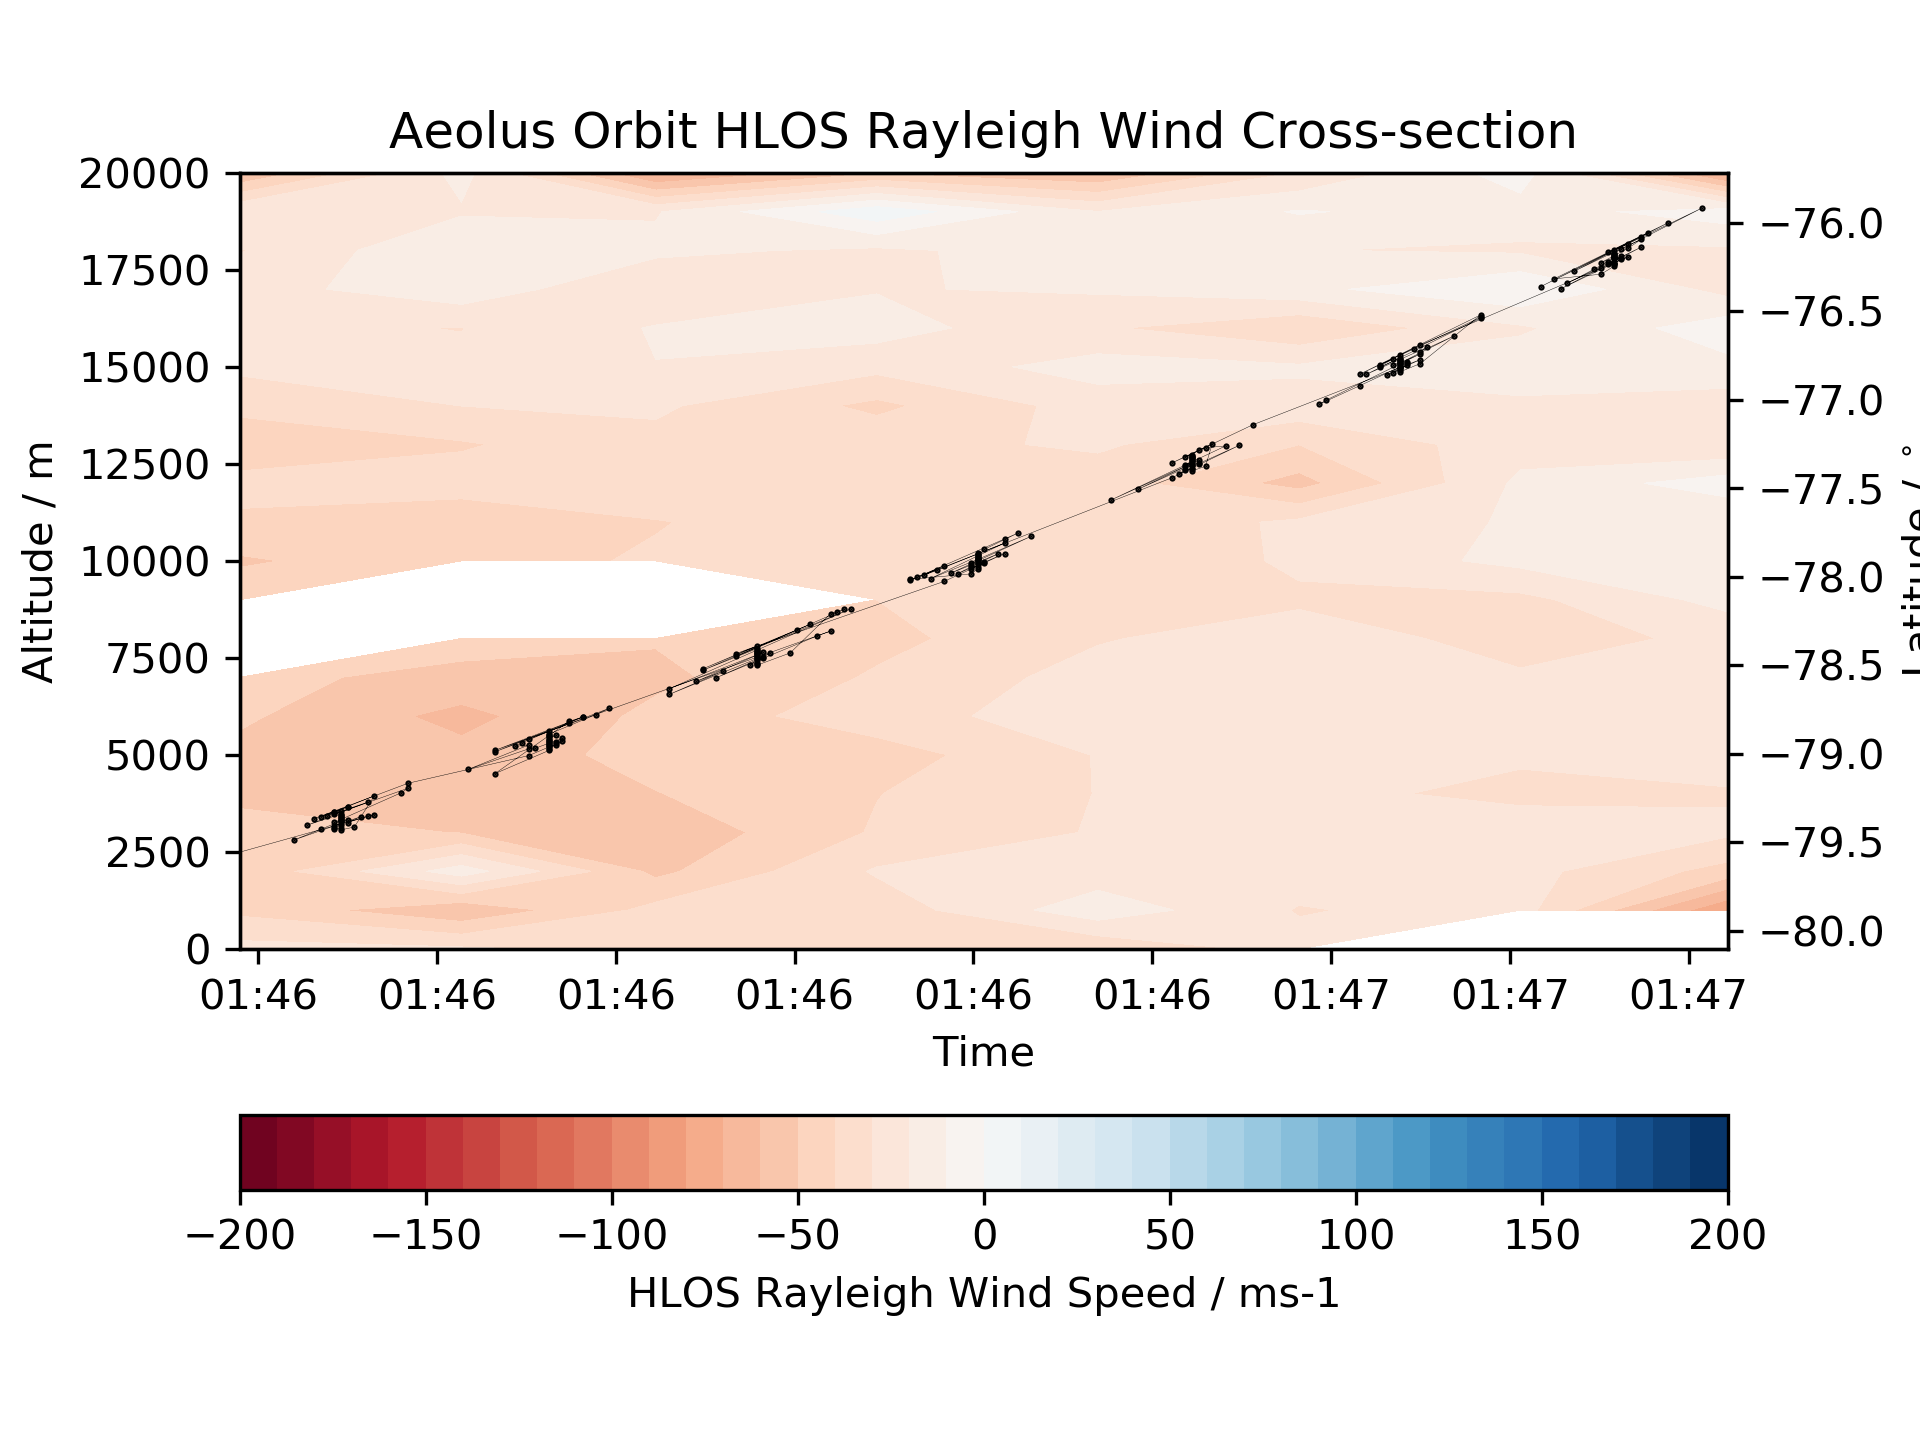 Aeolus Orbit HLOS Rayleigh Wind Cross-section
20000
17500
15000
12500
10000
7500
5000
2500
0
Altitude / m
−76.0
−76.5
−77.0
−77.5
−78.0
−78.5
−79.0
−79.5
−80.0
Latitude / °
01:46 01:46 01:46 01:46 01:46 01:46 01:47 01:47 01:47
Time
−200 −150 −100 −50 0 50 100 150 200
HLOS Rayleigh Wind Speed / ms-1